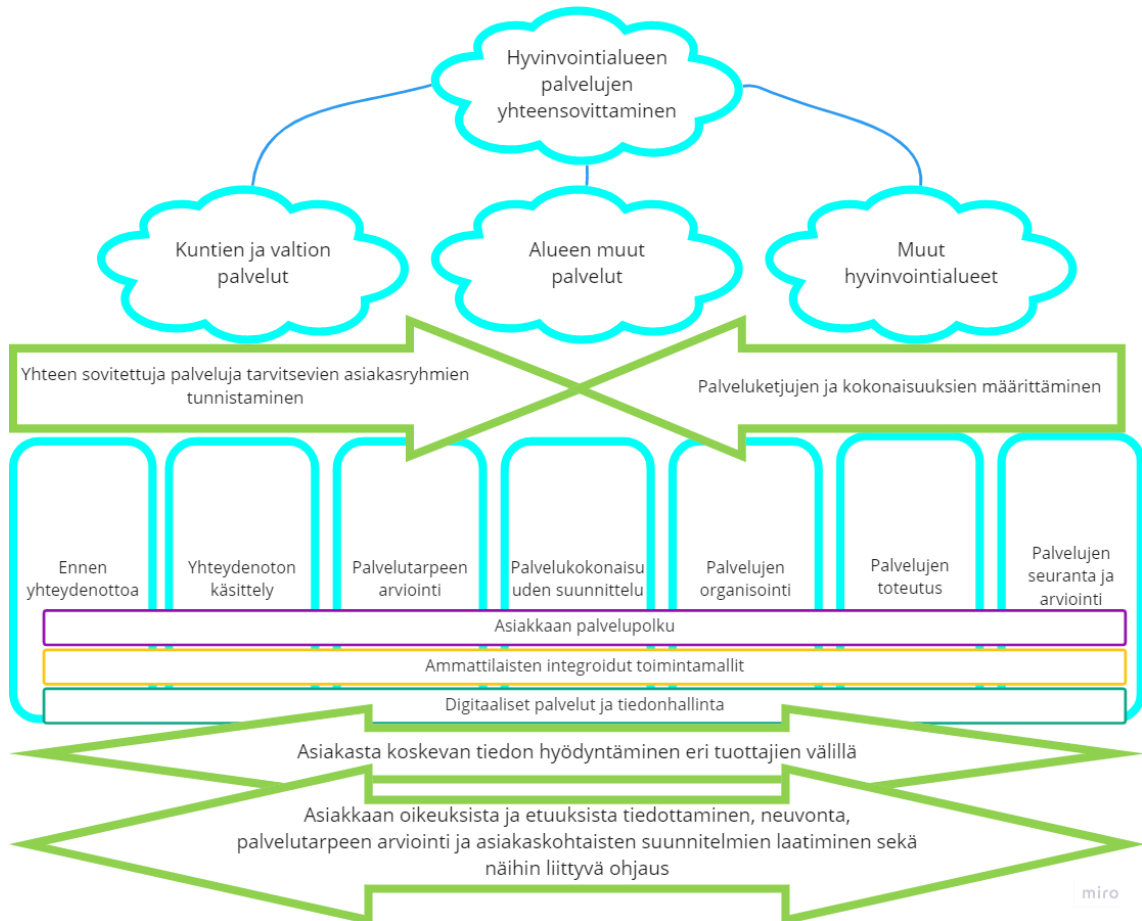 Hyvinvointialueen
palvelujen
yhteensovittaminen
Kuntien ja valtion
palvelut
Alueen muut
palvelut
Muut
hyvinvointialueet
Yhteen sovitettuja palveluja tarvitsevien asiakasryhmien
tunnistaminen
Palveluketjujen ja kokonaisuuksien määrittäminen
Ennen
yhteydenottoa
Yhteydenoton
käsittely
Palvelutarpeen
arviointi
Palvelukokonaisu
uden suunnittelu
Palvelujen
organisointi
Palvelujen
toteutus
Palvelujen
seuranta ja
arviointi
Asiakkaan palvelupolku
Ammattilaisten integroidut toimintamallit
Digitaaliset palvelut ja tiedonhallinta
Asiakasta koskevan tiedon hyödyntäminen eri tuottajien välillä
Asiakkaan oikeuksista ja etuuksista tiedottaminen, neuvonta,
palvelutarpeen arviointi ja asiakaskohtaisten suunnitelmien laatiminen sekä
näihin liittyvä ohjaus
miro